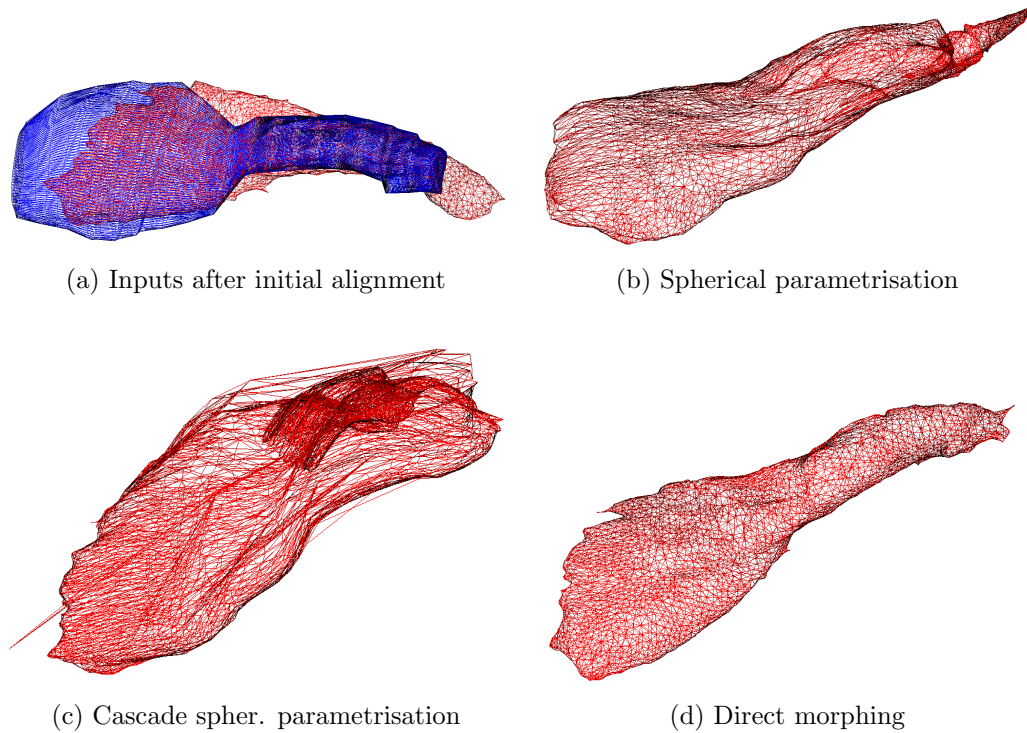 (a) Inputs after initial alignment
(b) Spherical parametrisation
(c) Cascade spher. parametrisation
(d) Direct morphing